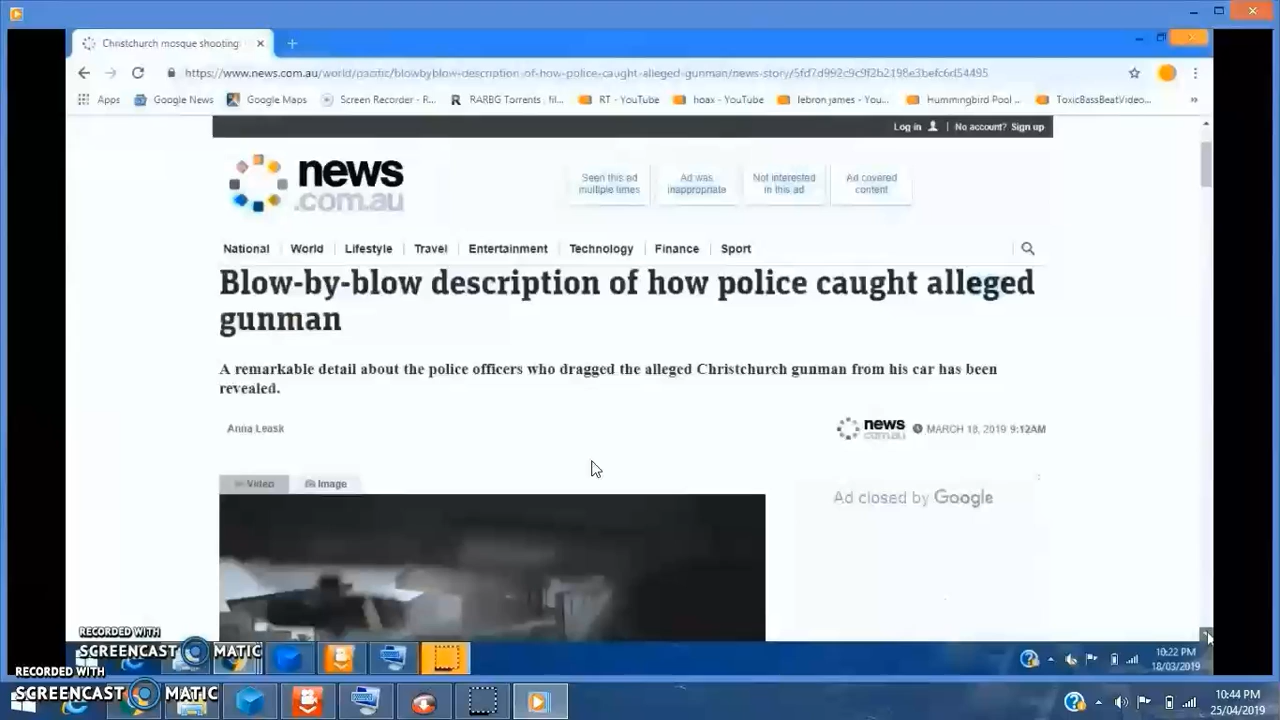 Christchurch mosque shooting
https://www.news.com.au/world/pacific/blowbyblow-description-of-how-police-caught-alleged-gunman/news-story/5fd7d992c9c9f2b2198e3befc6d54495
Apps Google News Google Maps Screen Recorder - R... RARBG Torrents , fil... RT - YouTube hoax - YouTube lebron james - You... Hummingbird Pool ... ToxicBassBeatVideo... »
Log in No account? Sign up
news
.com.au
Seen this ad multiple times
Ad was inappropriate
Not interested in this ad
Ad covered content
National World Lifestyle Travel Entertainment Technology Finance Sport
Blow-by-blow description of how police caught alleged
gunman
A remarkable detail about the police officers who dragged the alleged Christchurch gunman from his car has been
revealed.
Anna Leask
news
com.au
MARCH 18, 2019 9:12AM
Video Image
Ad closed by Google
RECORDED WITH
SCREENCAST MATIC
10:22 PM
18/03/2019
RECORDED WITH
SCREENCAST MATIC
10:44 PM
25/04/2019